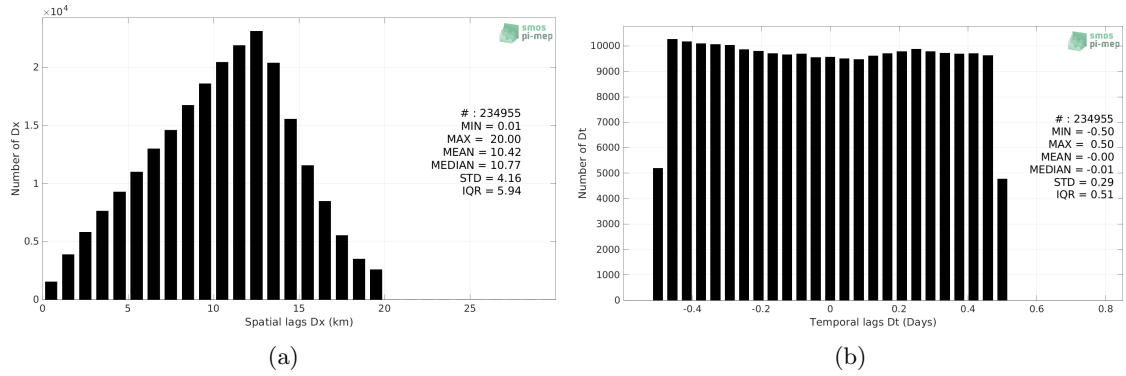 ×10⁴
2
1.5
1
0.5
0
Number of Dx
0
5
10
15
20
25
Spatial lags Dx (km)
smos
pi-mep
# : 234955
MIN = 0.01
MAX = 20.00
MEAN = 10.42
MEDIAN = 10.77
STD = 4.16
IQR = 5.94
(a)
10000
9000
8000
7000
6000
5000
4000
3000
2000
1000
0
Number of Dt
-0.4
-0.2
0
0.2
0.4
0.6
0.8
Temporal lags Dt (Days)
smos
pi-mep
# : 234955
MIN = -0.50
MAX = 0.50
MEAN = -0.00
MEDIAN = -0.01
STD = 0.29
IQR = 0.51
(b)